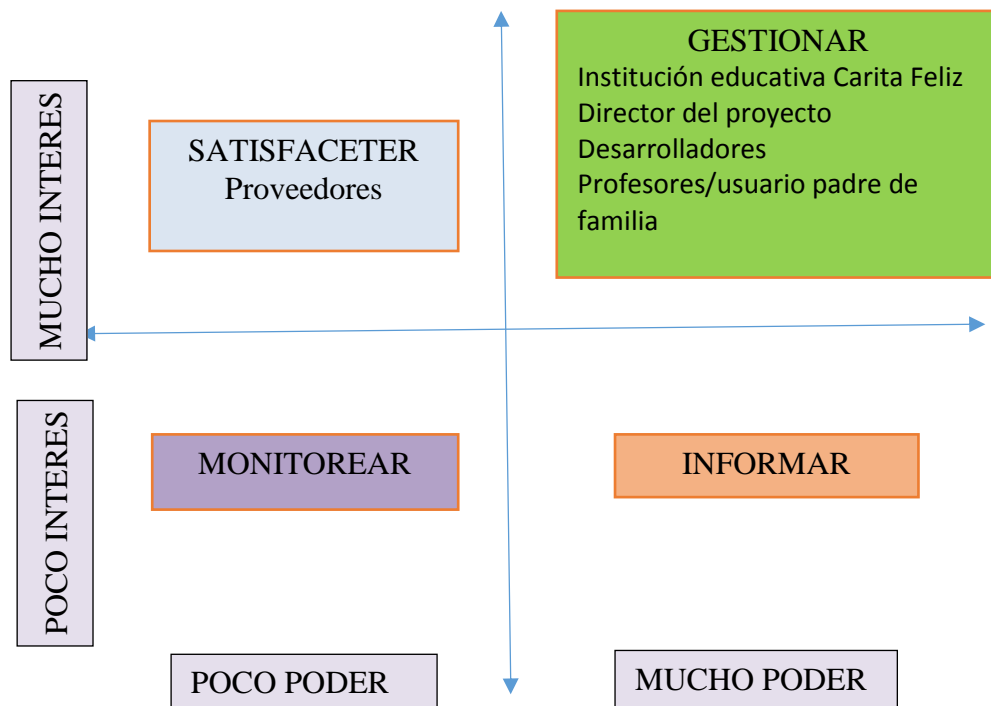 GESTIONAR
Institución educativa Carita Feliz
Director del proyecto
Desarrolladores
Profesores/usuario padre de
familia
MUCHO INTERES
SATISFACETER
Proveedores
POCO INTERES
MONITOREAR
INFORMAR
POCO PODER
MUCHO PODER